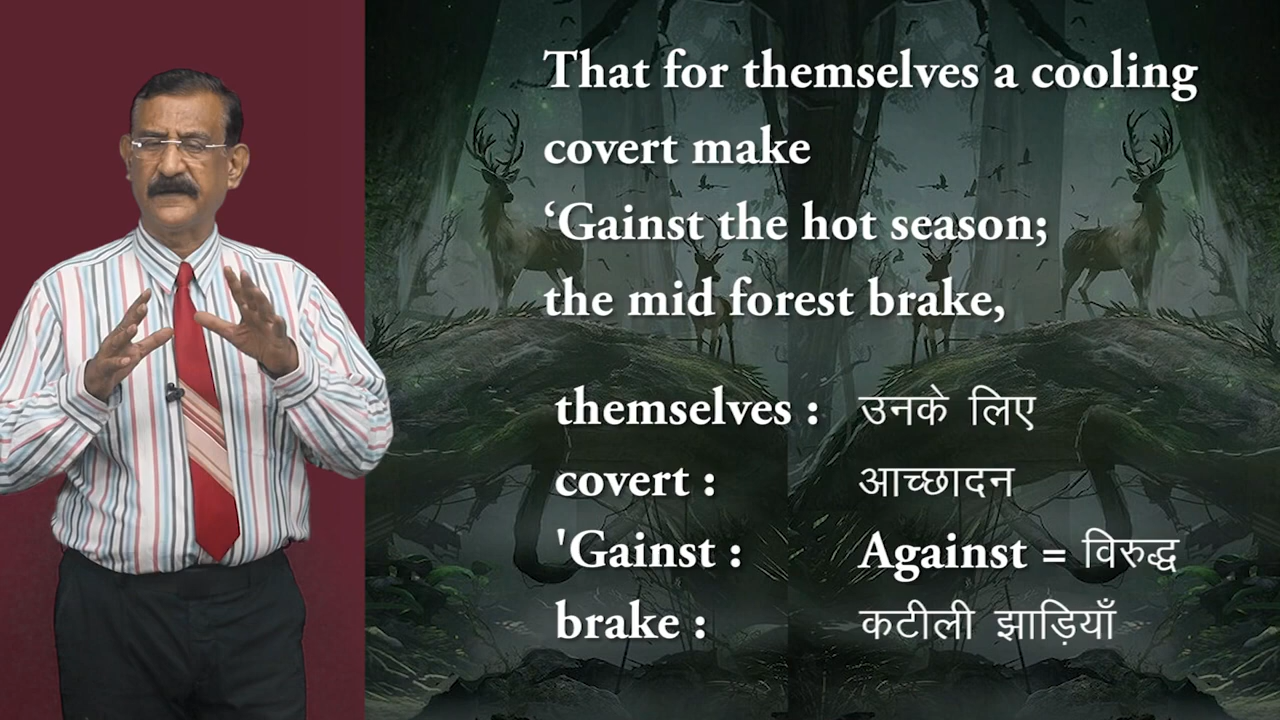 That for themselves a cooling
covert make
‘Gainst the hot season;
the mid forest brake,
themselves : उनके लिए
covert : आच्छादन
'Gainst : Against = विरुद्ध
brake : कटीली झाड़ियाँ